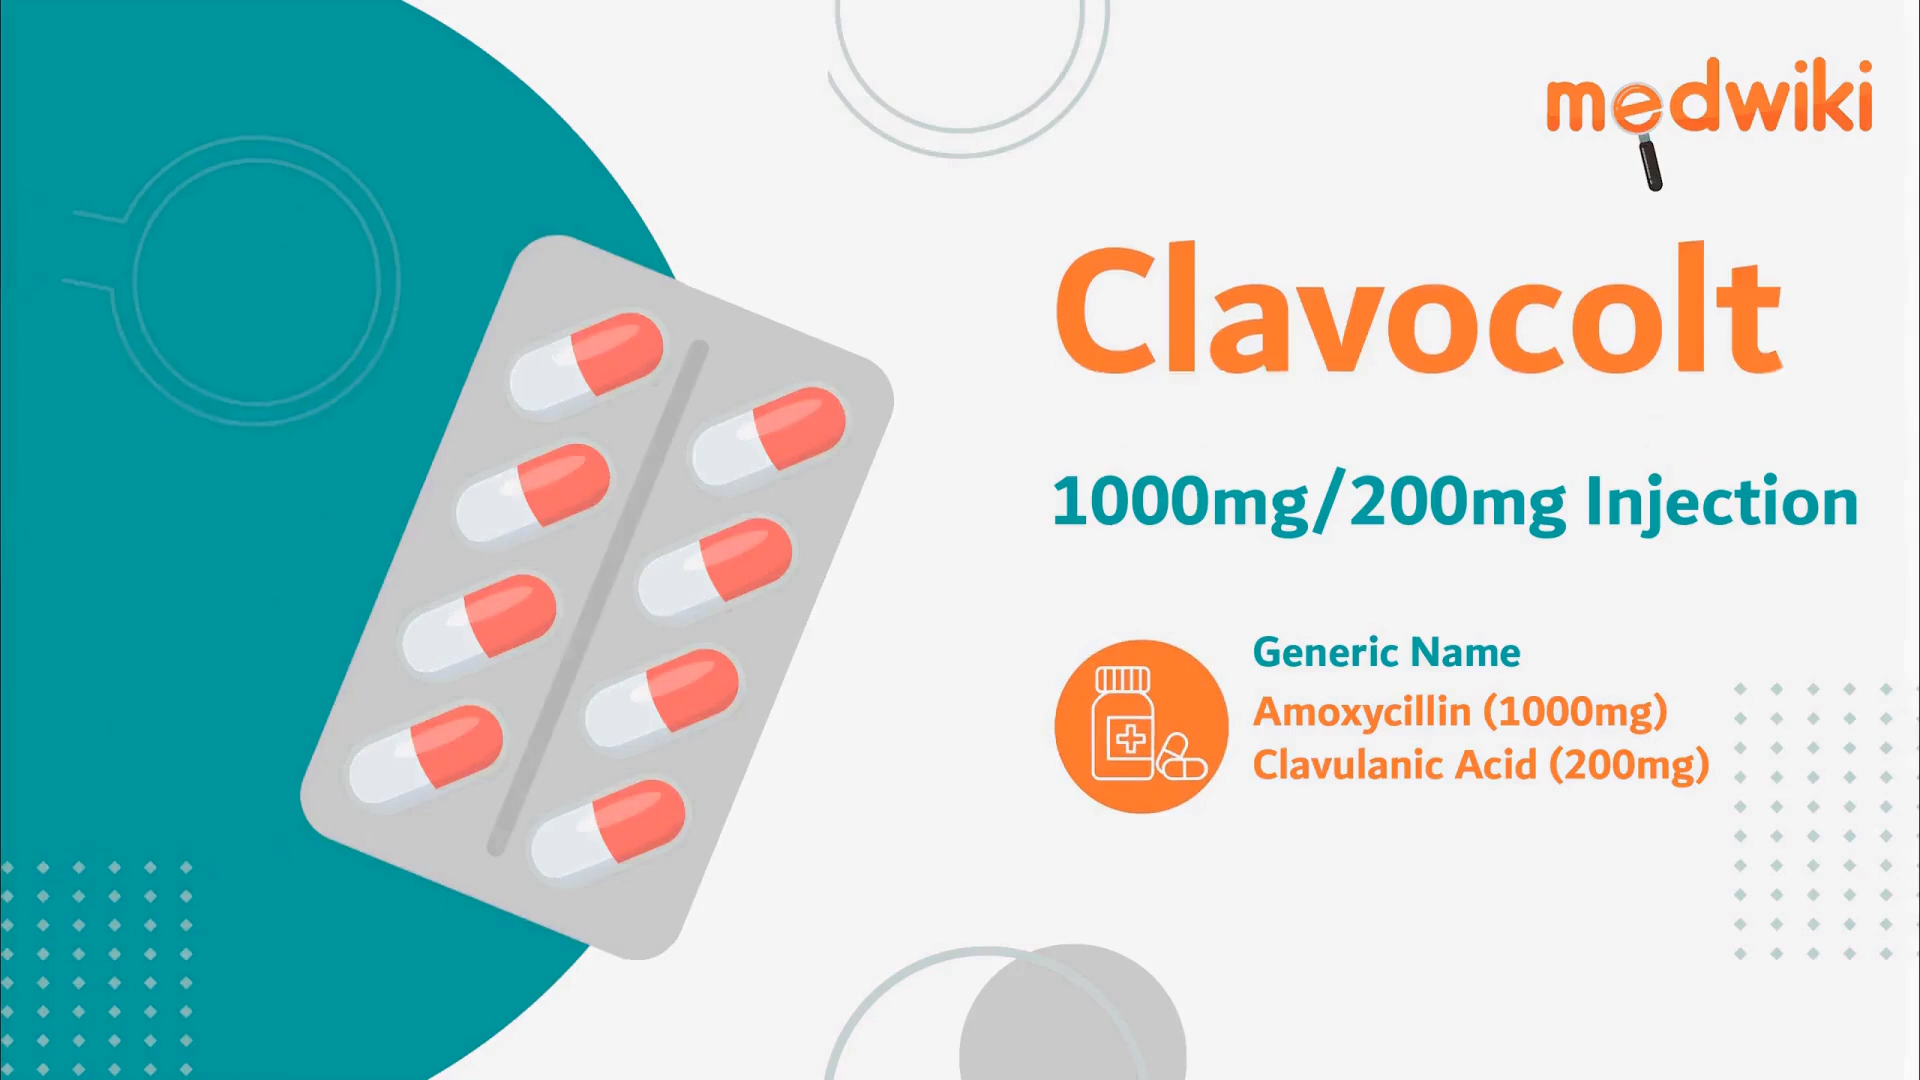 medwiki
Clavocolt
1000mg/200mg Injection
Generic Name
Amoxycillin (1000mg)
Clavulanic Acid (200mg)